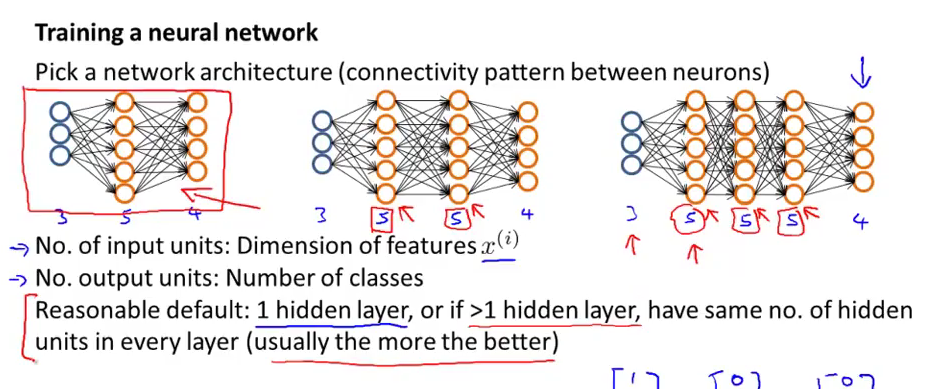 Training a neural network
Pick a network architecture (connectivity pattern between neurons)
3 5 4 3 5 5 4 3 5 5 5 4
→ No. of input units: Dimension of features x^{(i)}
→ No. output units: Number of classes
Reasonable default: 1 hidden layer, or if >1 hidden layer, have same no. of hidden
units in every layer (usually the more the better)